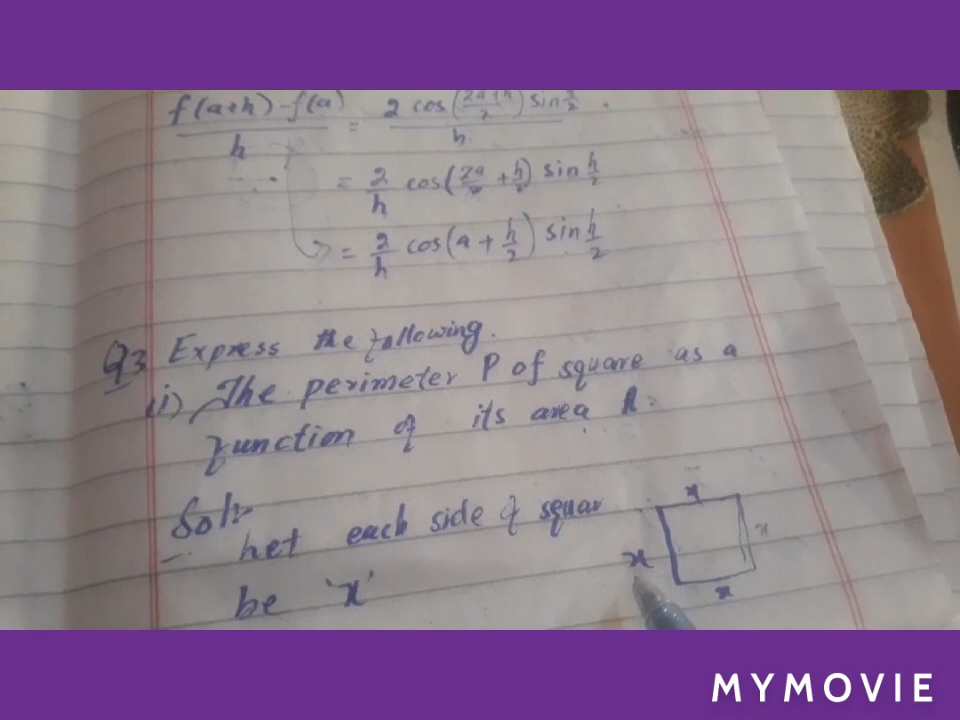 f(a+h)-f(a) / h = 2 cos(2a+h / 2) sin h/2 / h .
= 2/h cos(2a/2 + h/2) sin h/2
= 2/h cos(a + h/2) sin h/2
Q3 Express the following.
(i) The perimeter P of square as a
function of its area A.
Sol:-
Let each side of squar
be 'x'
x
x
x
x
MYMOVIE